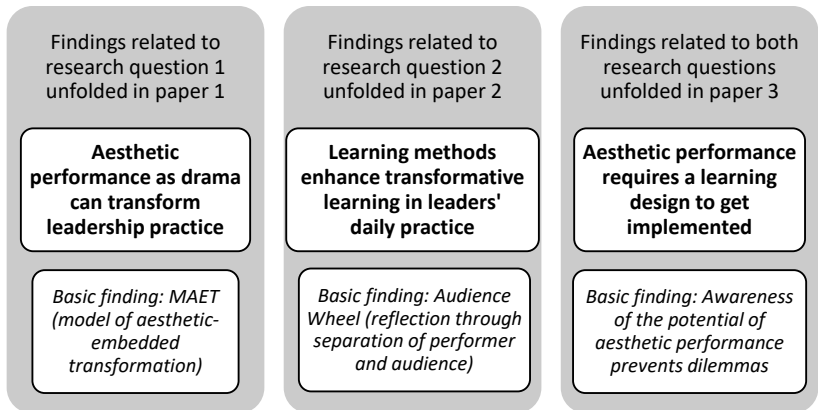 Findings related to
research question 1
unfolded in paper 1
Aesthetic
performance as drama
can transform
leadership practice
Basic finding: MAET
(model of aesthetic-
embedded
transformation)
Findings related to
research question 2
unfolded in paper 2
Learning methods
enhance transformative
learning in leaders'
daily practice
Basic finding: Audience
Wheel (reflection through
separation of performer
and audience)
Findings related to both
research questions
unfolded in paper 3
Aesthetic performance
requires a learning
design to get
implemented
Basic finding: Awareness
of the potential of
aesthetic performance
prevents dilemmas